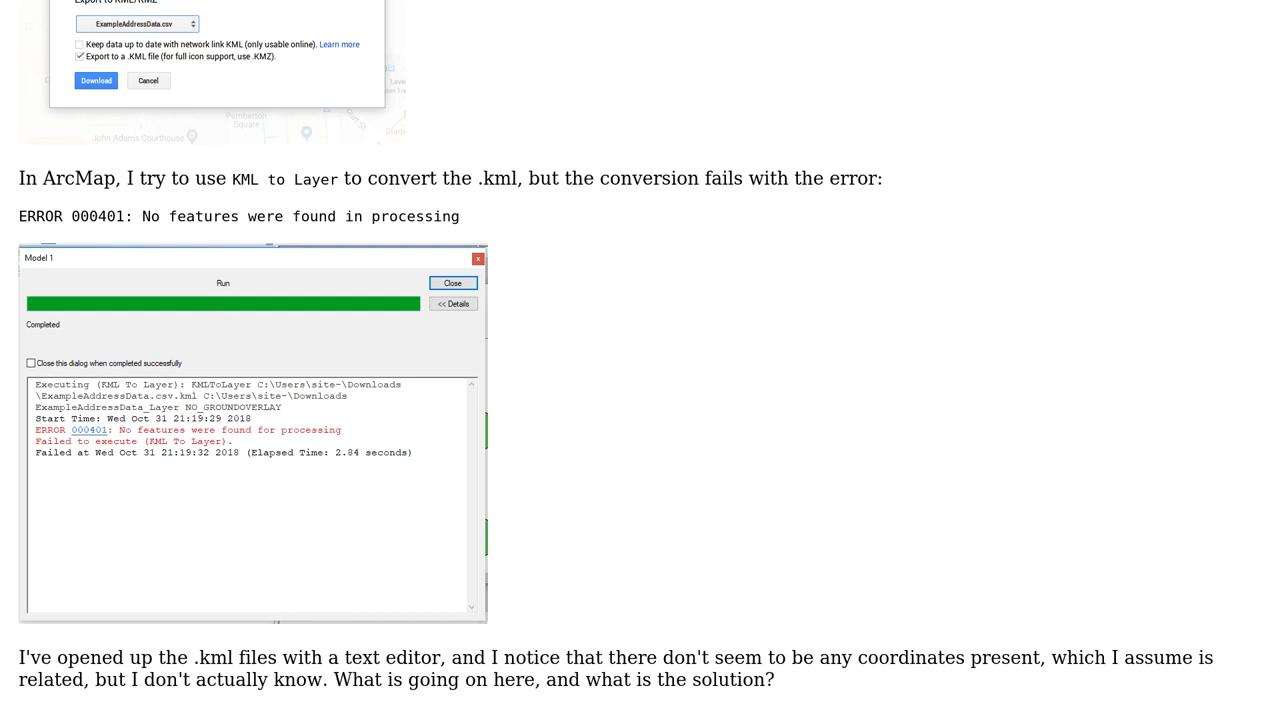 Export to KML/KMZ
ExampleAddressData.csv
Keep data up to date with network link KML (only usable online). Learn more
Export to a .KML file (for full icon support, use .KMZ).
Download Cancel
Pemberton
Square
John Adams Courthouse
Court St
In ArcMap, I try to use KML to Layer to convert the .kml, but the conversion fails with the error:
ERROR 000401: No features were found in processing
Model 1
Run
Close
<< Details
Completed
Close this dialog when completed successfully
Executing (KML To Layer): KMLToLayer C:\Users\site-\Downloads
\ExampleAddressData.csv.kml C:\Users\site-\Downloads
ExampleAddressData_Layer NO_GROUNDOVERLAY
Start Time: Wed Oct 31 21:19:29 2018
ERROR 000401: No features were found for processing
Failed to execute (KML To Layer).
Failed at Wed Oct 31 21:19:32 2018 (Elapsed Time: 2.84 seconds)
I've opened up the .kml files with a text editor, and I notice that there don't seem to be any coordinates present, which I assume is
related, but I don't actually know. What is going on here, and what is the solution?